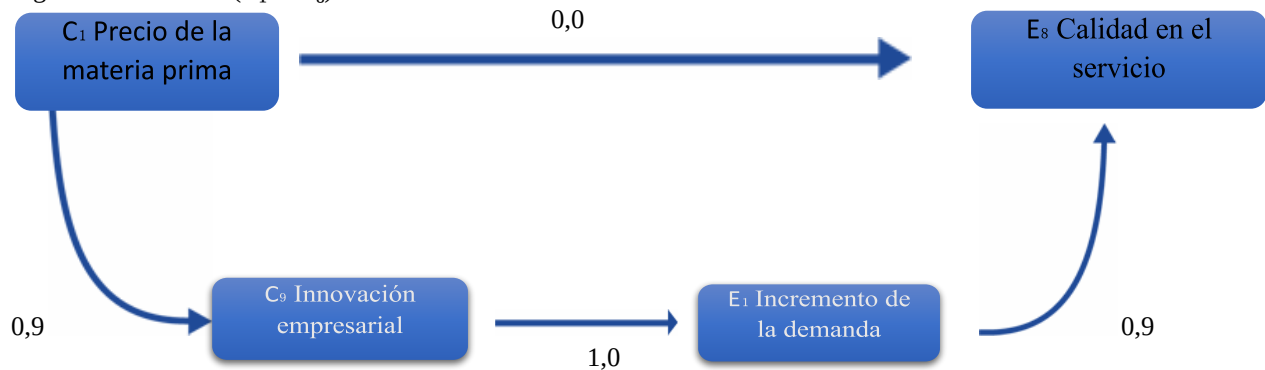 C₁ Precio de la
materia prima
0,0
E₈ Calidad en el
servicio
0,9
C₉ Innovación
empresarial
1,0
E₁ Incremento de
la demanda
0,9